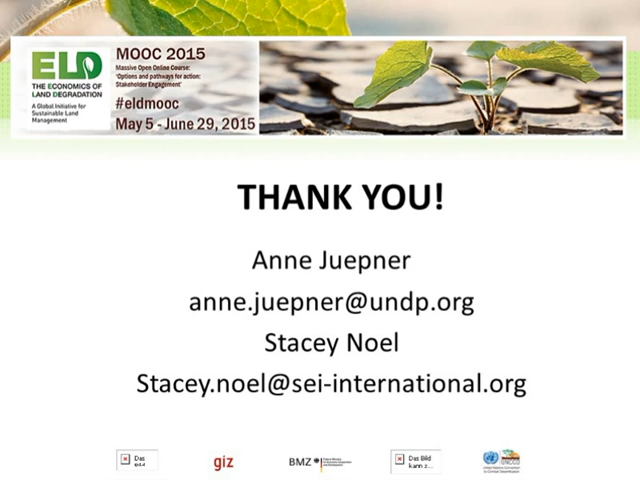 ELD
THE ECONOMICS OF
LAND DEGRADATION
A Global Initiative for
Sustainable Land
Management
MOOC 2015
Massive Open Online Course:
'Options and pathways for action:
Stakeholder Engagement'
#eldmooc
May 5 - June 29, 2015
THANK YOU!
Anne Juepner
anne.juepner@undp.org
Stacey Noel
Stacey.noel@sei-international.org
Das
giz
BMZ
Das Bild
kann z...
UNCCD